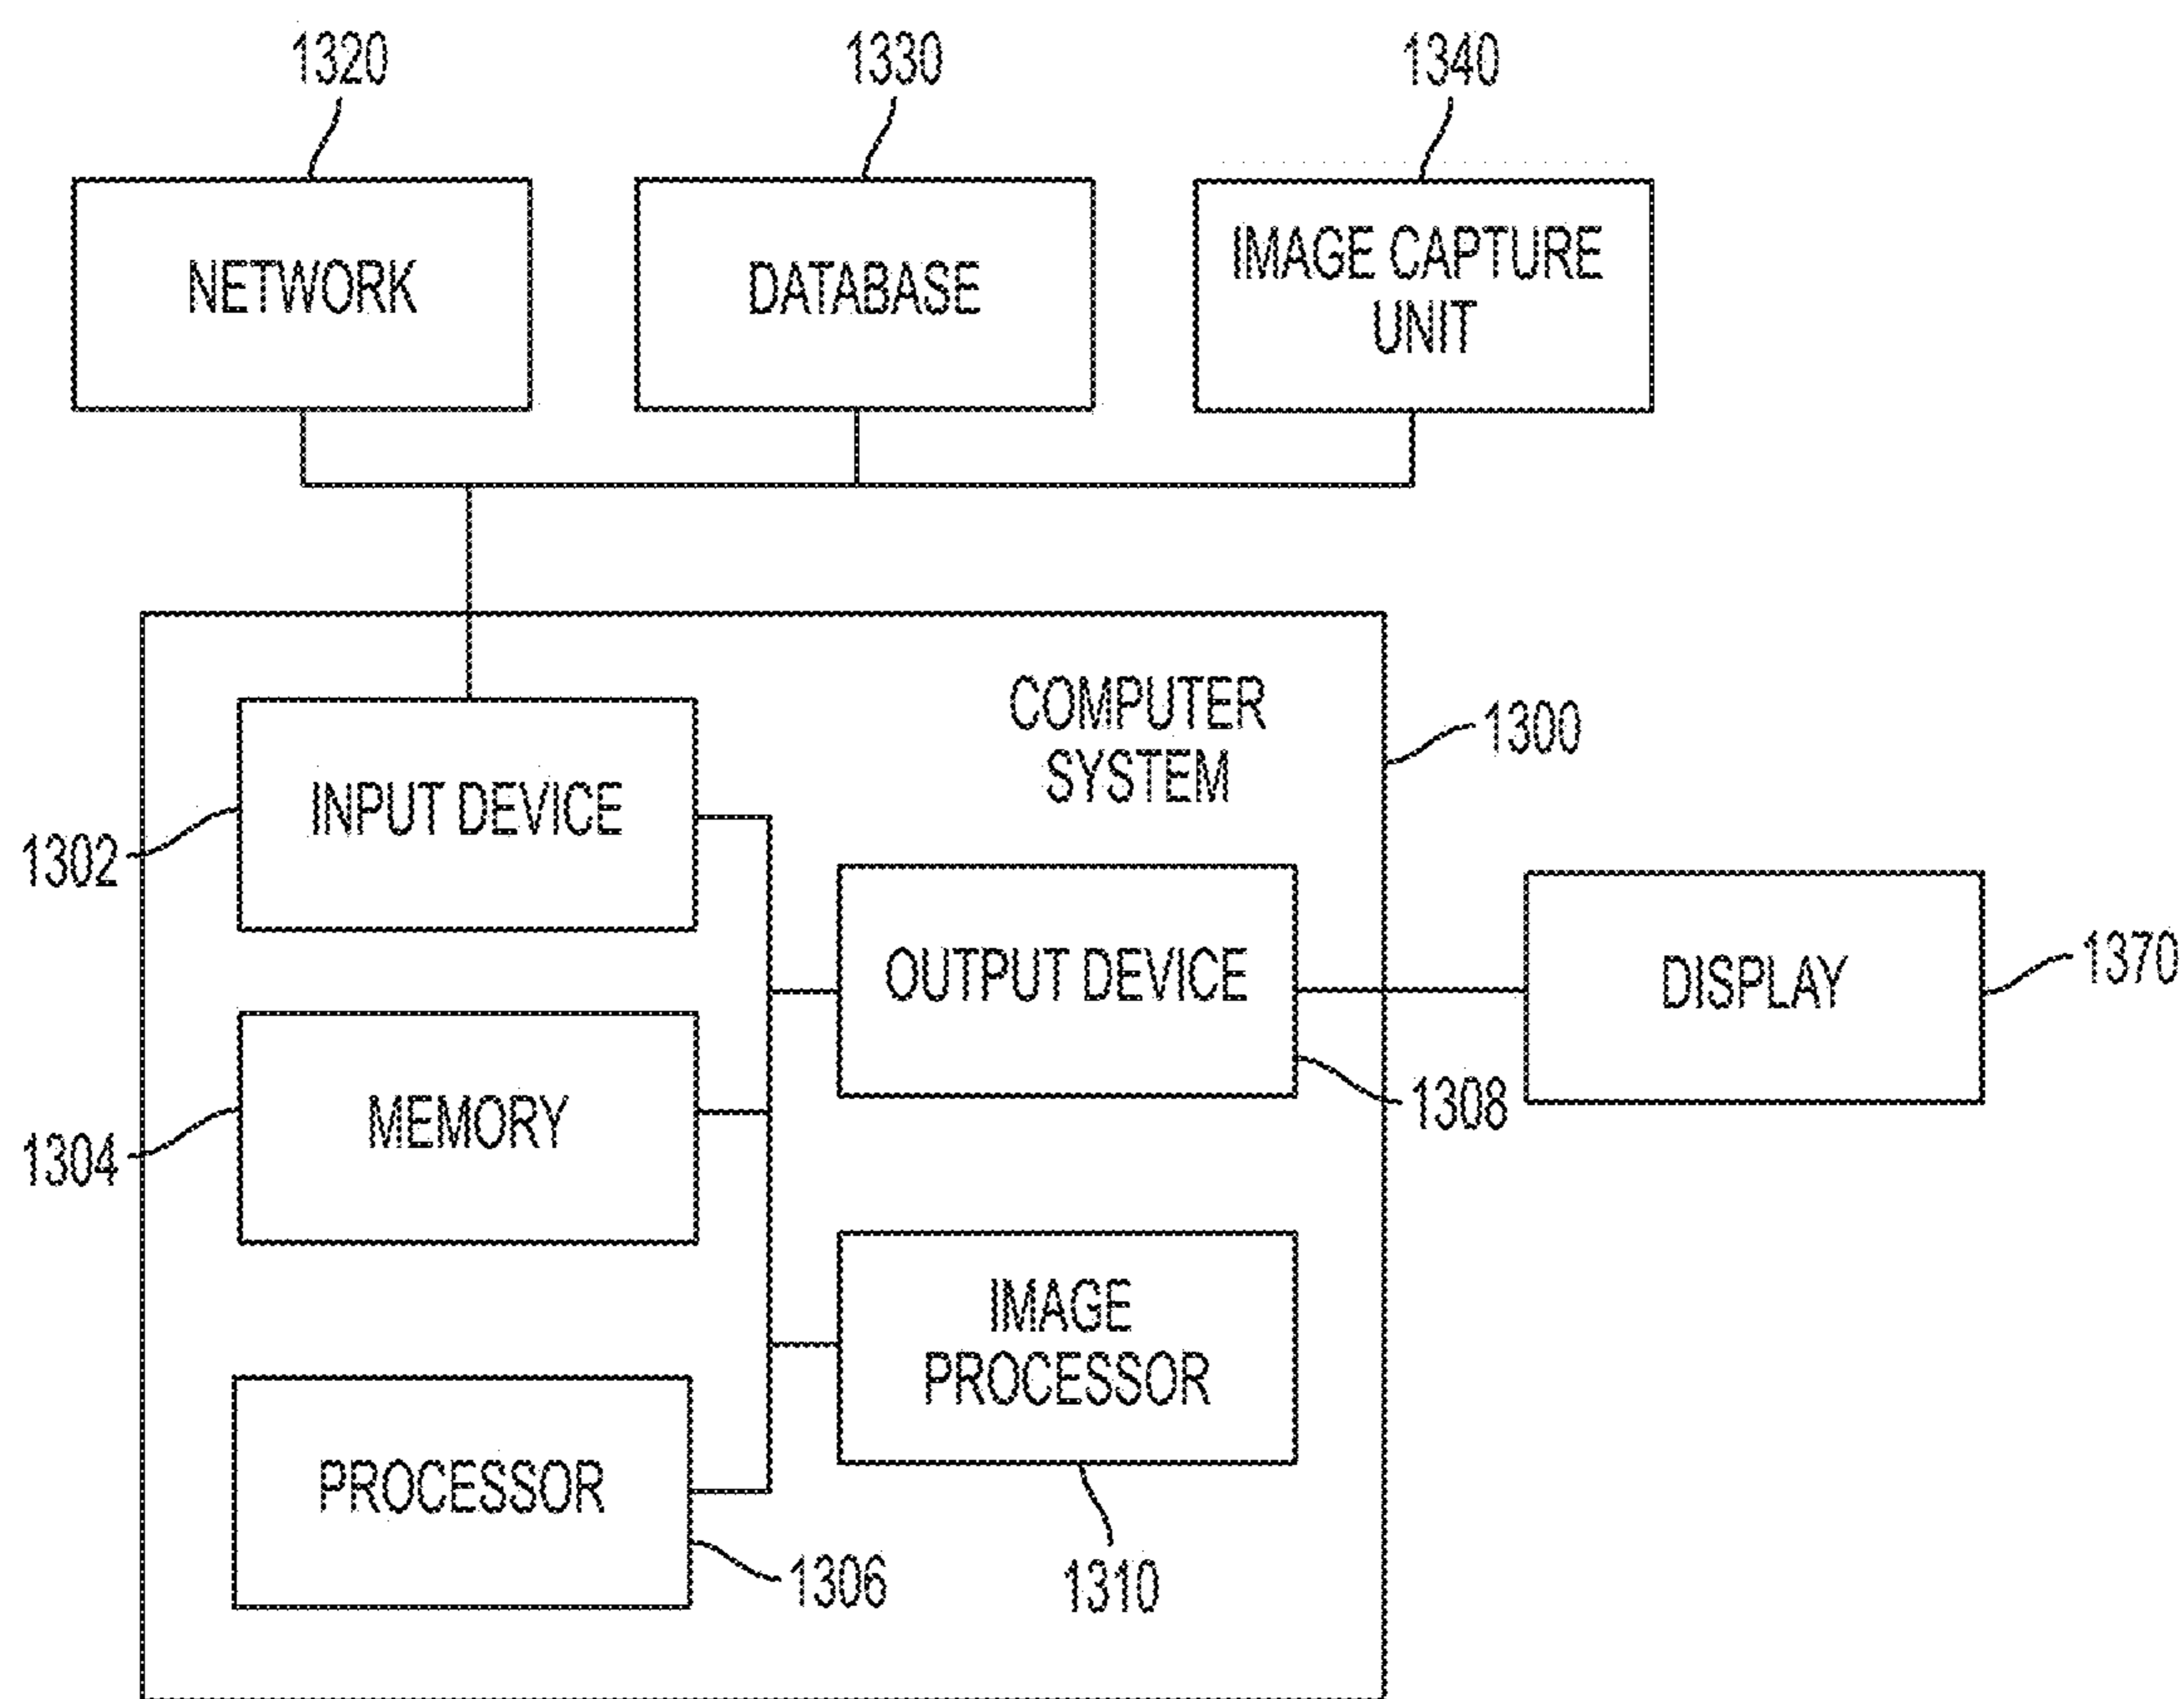 1320
1330
1340
NETWORK
DATABASE
IMAGE CAPTURE
UNIT
COMPUTER
SYSTEM
1300
INPUT DEVICE
1302
OUTPUT DEVICE
DISPLAY
1370
1308
MEMORY
1304
IMAGE
PROCESSOR
PROCESSOR
1306
1310